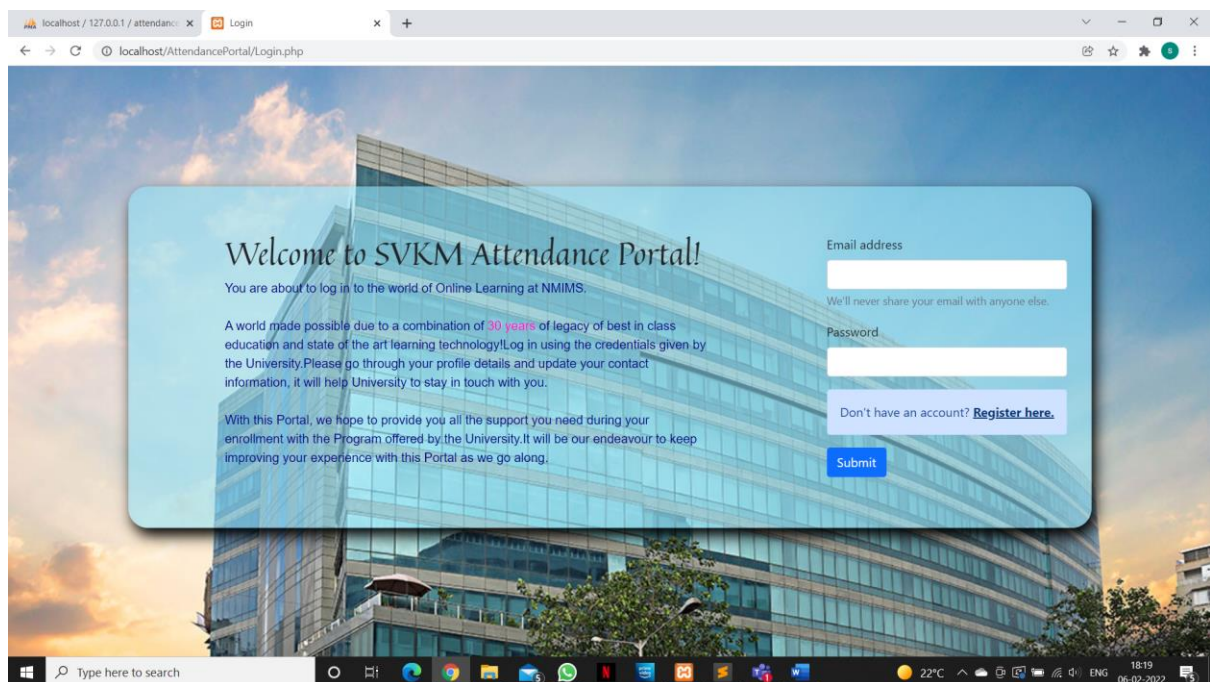 localhost / 127.0.0.1 / attendance
Login
localhost/AttendancePortal/Login.php
Welcome to SVKM Attendance Portal!
You are about to log in to the world of Online Learning at NMIMS.
A world made possible due to a combination of 30 years of legacy of best in class
education and state of the art learning technology!Log in using the credentials given by
the University.Please go through your profile details and update your contact
information, it will help University to stay in touch with you.
With this Portal, we hope to provide you all the support you need during your
enrollment with the Program offered by the University.It will be our endeavour to keep
improving your experience with this Portal as we go along.
Email address
We'll never share your email with anyone else.
Password
Don't have an account? Register here.
Submit
Type here to search
22°C
ENG
18:19
06-02-2022